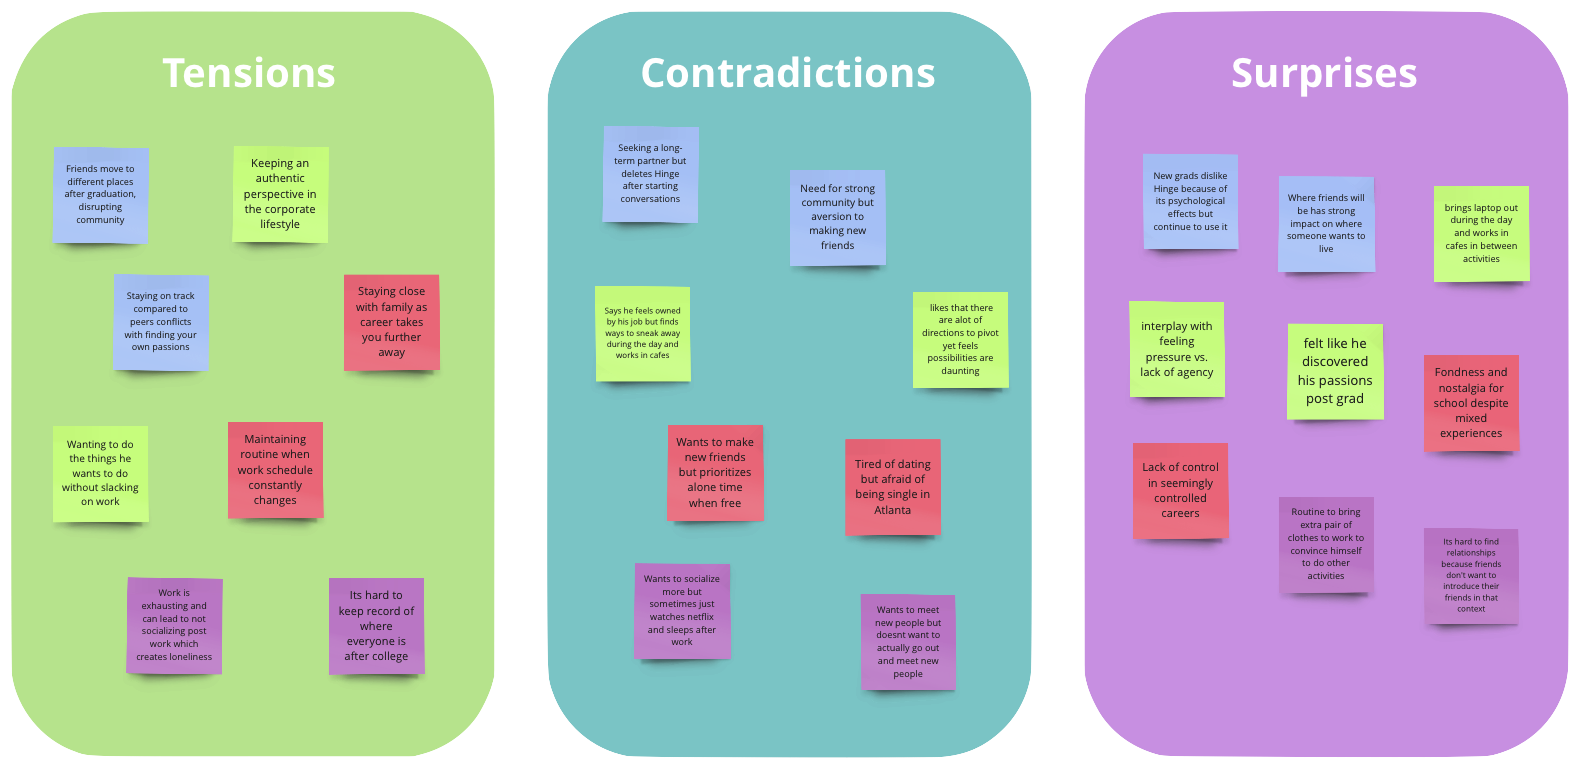 Tensions
Friends move to
different places
after graduation,
disrupting
community
Keeping an
authentic
perspective in
the corporate
lifestyle
Staying on track
compared to
peers conflicts
with finding your
own passions
Staying close
with family as
career takes
you further
away
Wanting to do
the things he
wants to do
without slacking
on work
Maintaining
routine when
work schedule
constantly
changes
Work is
exhausting and
can lead to not
socializing post
work which
creates loneliness
Its hard to
keep record of
where
everyone is
after college
Contradictions
Seeking a long-
term partner but
deletes Hinge
after starting
conversations
Need for strong
community but
aversion to
making new
friends
Says he feels owned
by his job but finds
ways to sneak away
during the day and
works in cafes
likes that there
are alot of
directions to pivot
yet feels
possibilities are
daunting
Wants to make
new friends
but prioritizes
alone time
when free
Tired of dating
but afraid of
being single in
Atlanta
Wants to socialize
more but
sometimes just
watches netflix
and sleeps after
work
Wants to meet
new people but
doesnt want to
actually go out
and meet new
people
Surprises
New grads dislike
Hinge because of
its psychological
effects but
continue to use it
Where friends will
be has strong
impact on where
someone wants to
live
brings laptop out
during the day
and works in
cafes in between
activities
interplay with
feeling
pressure vs.
lack of agency
felt like he
discovered
his passions
post grad
Fondness and
nostalgia for
school despite
mixed
experiences
Lack of control
in seemingly
controlled
careers
Routine to bring
extra pair of
clothes to work to
convince himself
to do other
activities
Its hard to find
relationships
because friends
don't want to
introduce their
friends in that
context